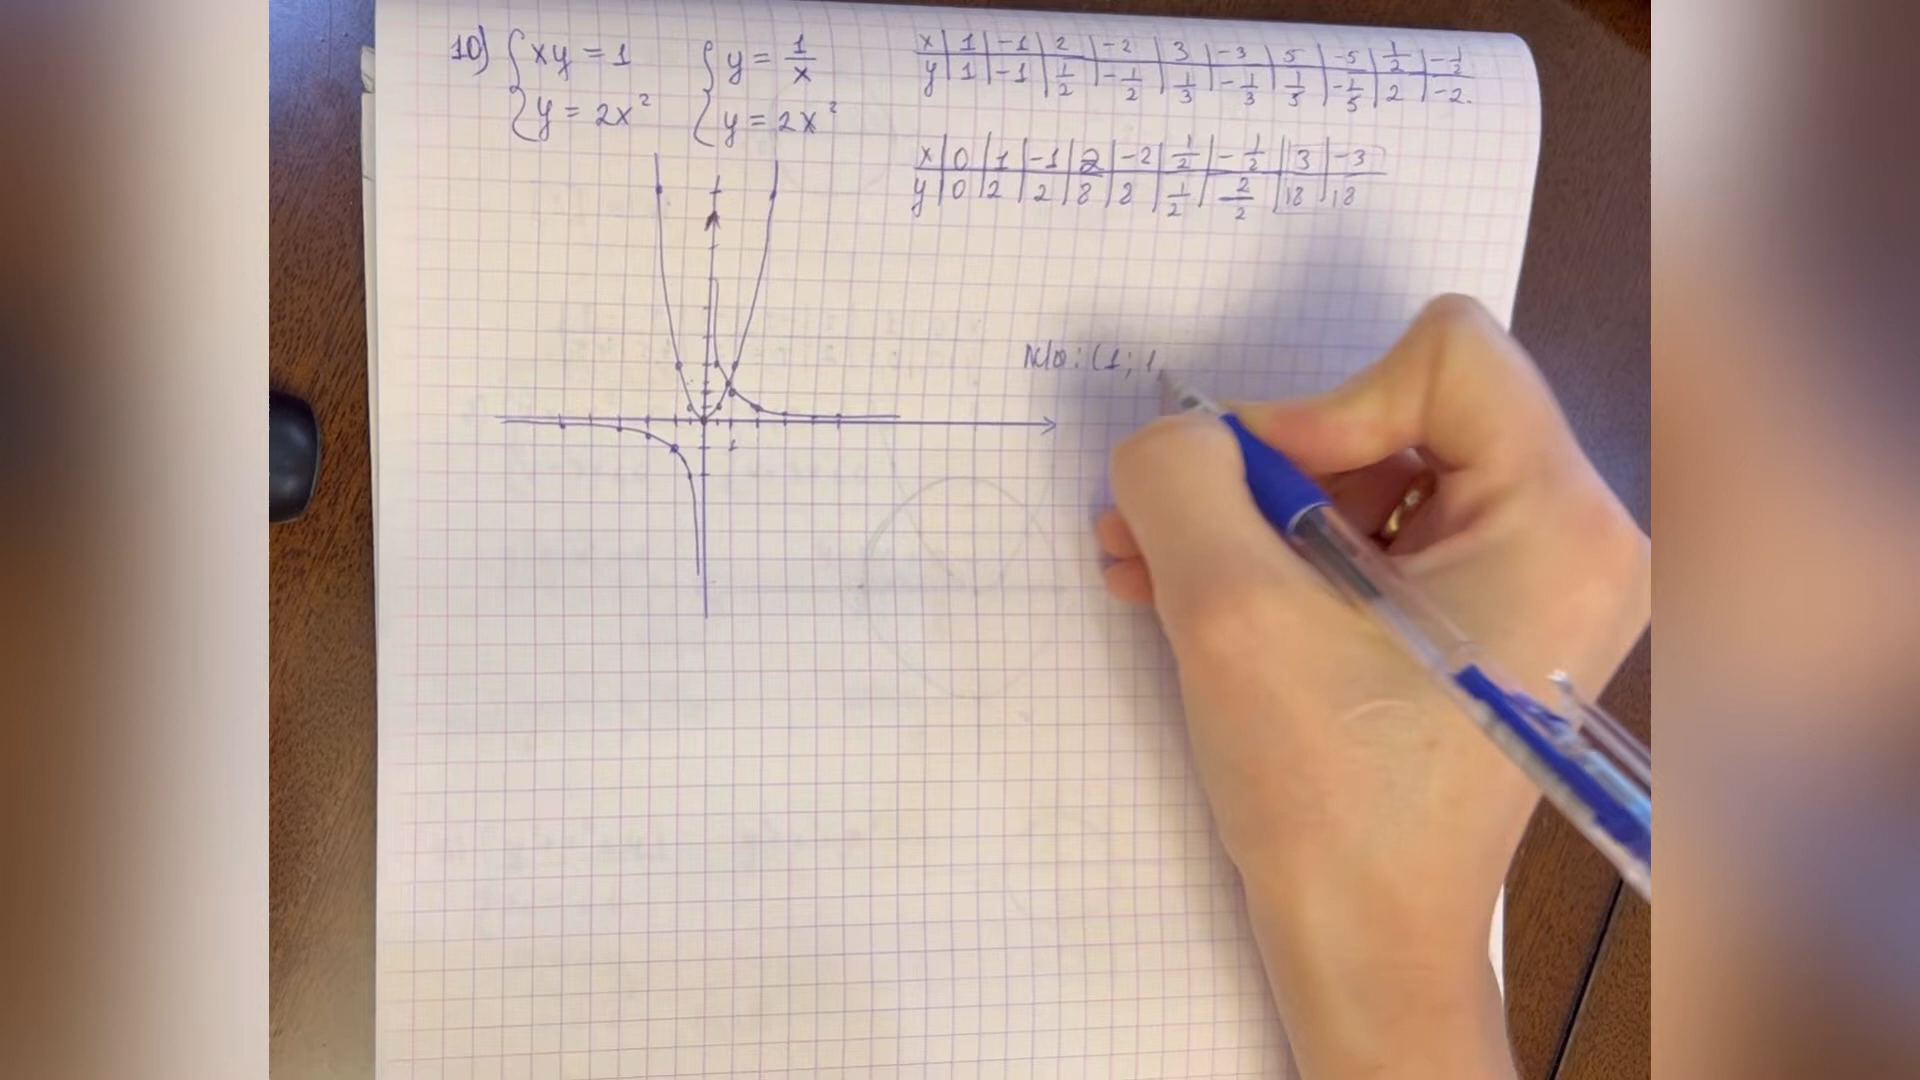 10) { xy = 1 { y = 1/x
{ y = 2x² { y = 2x²
x | 1 | -1 | 2 | -2 | 3 | -3 | 5 | -5 | 1/2 | -1/2
y | 1 | -1 | 1/2 | -1/2 | 1/3 | -1/3 | 1/5 | -1/5 | 2 | -2.
x | 0 | 1 | -1 | 2 | -2 | 1/2 | -1/2 | 3 | -3
y | 0 | 2 | 2 | 8 | 8 | 1/2 | 2/2 | 18 | 18
1
(1; 1,